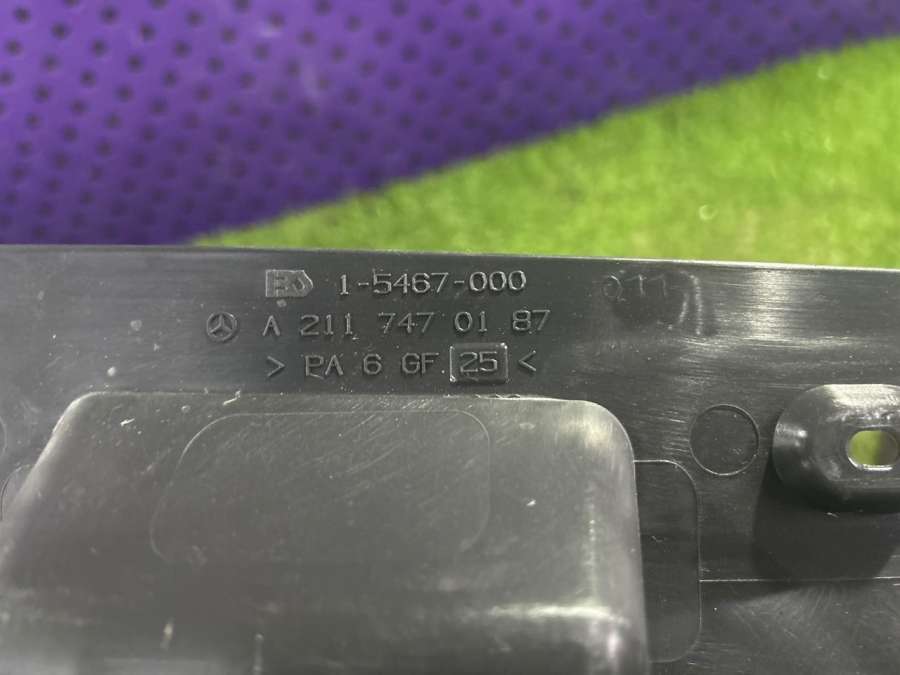 1-5467-000
A 211 747 01 87
> PA 6 GF 25 <